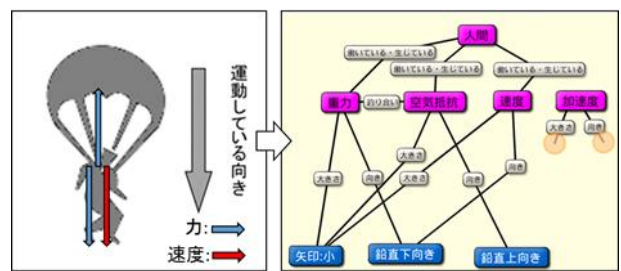 運動している向き
力:
速度:
人間
働いている・生じている
働いている・生じている
働いている・生じている
重力
釣り合い
空気抵抗
速度
加速度
大きさ
向き
大きさ
大きさ
向き
大きさ
向き
向き
矢印:小
鉛直下向き
鉛直上向き